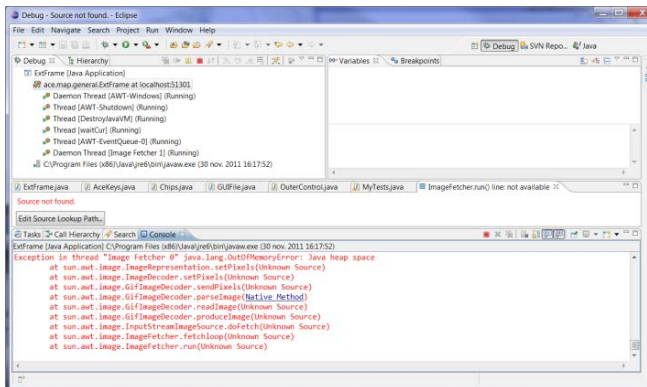 Debug - Source not found. - Eclipse
File Edit Navigate Search Project Run Window Help
Debug SVN Repo... Java
Debug Hierarchy
Variables Breakpoints
ExtFrame [Java Application]
ace.map.general.ExtFrame at localhost:51301
Daemon Thread [AWT-Windows] (Running)
Thread [AWT-Shutdown] (Running)
Thread [DestroyJavaVM] (Running)
Thread [waitCur] (Running)
Thread [AWT-EventQueue-0] (Running)
Daemon Thread [Image Fetcher 1] (Running)
C:\Program Files (x86)\Java\jre6\bin\javaw.exe (30 nov. 2011 16:17:52)
ExtFrame.java AceKeys.java Chips.java GUIFile.java OuterControl.java MyTests.java ImageFetcher.run() line: not available
Source not found.
Edit Source Lookup Path...
Tasks Call Hierarchy Search Console
ExtFrame [Java Application] C:\Program Files (x86)\Java\jre6\bin\javaw.exe (30 nov. 2011 16:17:52)
Exception in thread "Image Fetcher 0" java.lang.OutOfMemoryError: Java heap space
at sun.awt.image.ImageRepresentation.setPixels(Unknown Source)
at sun.awt.image.ImageDecoder.setPixels(Unknown Source)
at sun.awt.image.GifImageDecoder.sendPixels(Unknown Source)
at sun.awt.image.GifImageDecoder.parseImage(Native Method)
at sun.awt.image.GifImageDecoder.readImage(Unknown Source)
at sun.awt.image.GifImageDecoder.produceImage(Unknown Source)
at sun.awt.image.InputStreamImageSource.doFetch(Unknown Source)
at sun.awt.image.ImageFetcher.fetchloop(Unknown Source)
at sun.awt.image.ImageFetcher.run(Unknown Source)